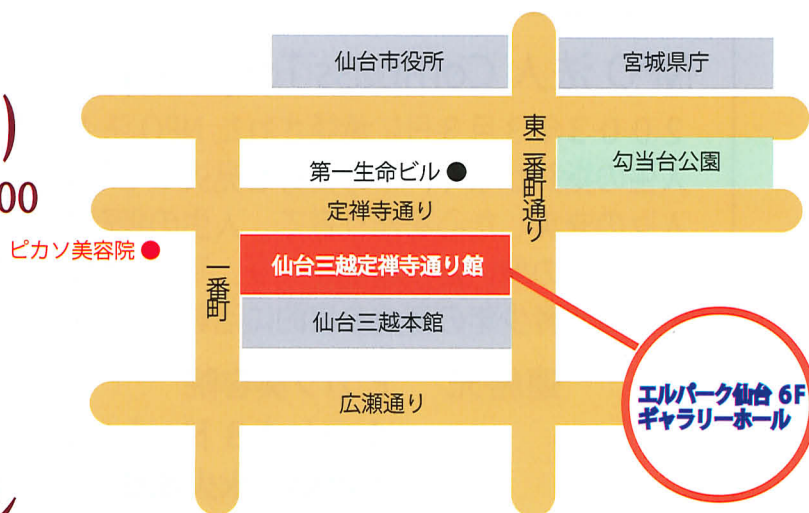 仙台市役所
宮城県庁
)
00
東二番町通り
勾当台公園
第一生命ビル
定禅寺通り
ピカソ美容院
一番町
仙台三越定禅寺通り館
仙台三越本館
エルパーク仙台 6F
ギャラリーホール
広瀬通り